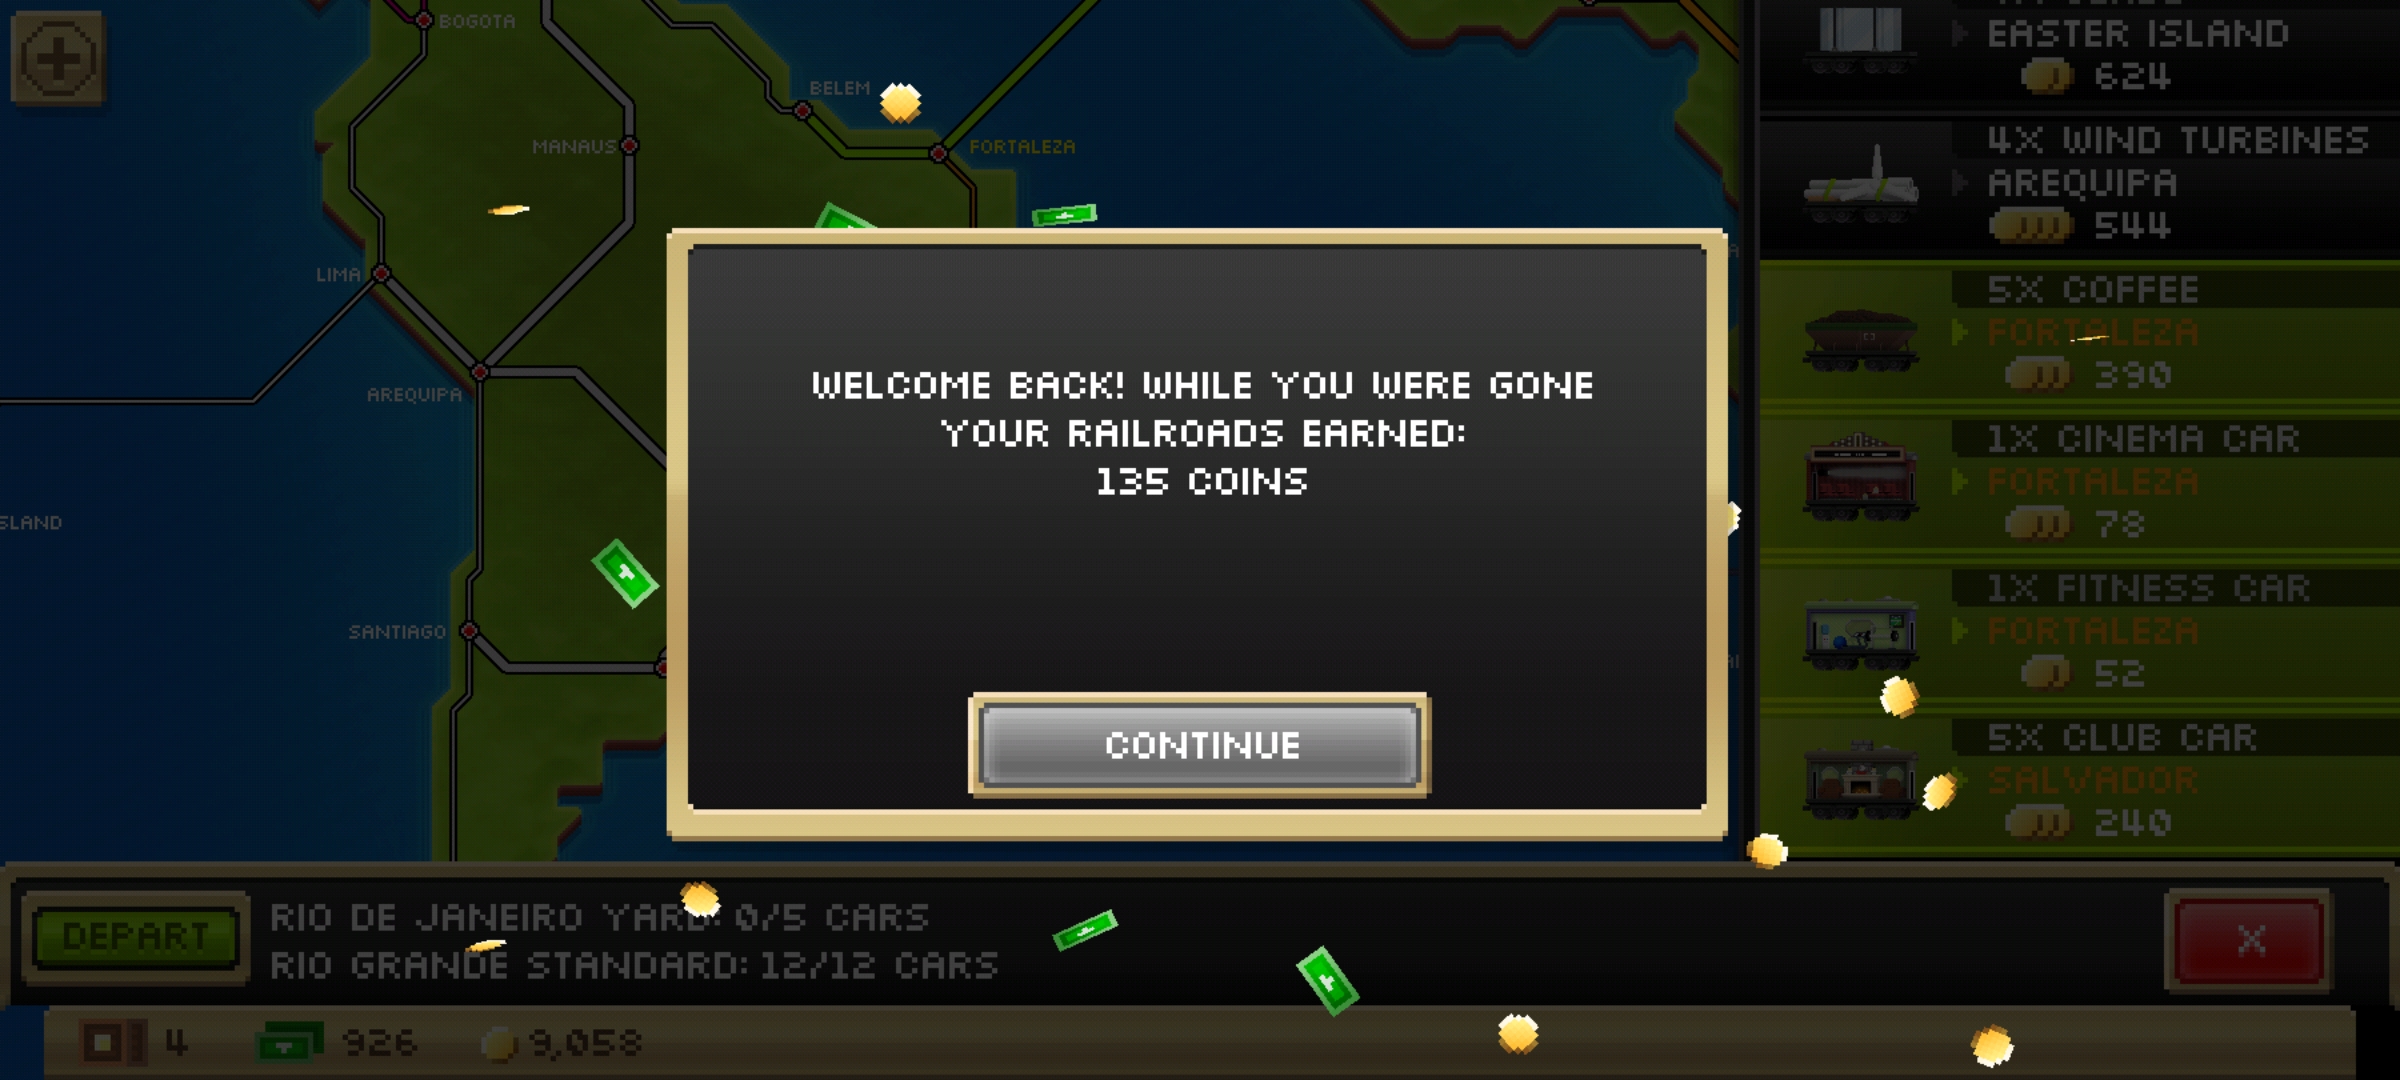 BOGOTA
BELEM
MANAUS
FORTALEZA
LIMA
AREQUIPA
SLAND
SANTIAGO
WELCOME BACK! WHILE YOU WERE GONE
YOUR RAILROADS EARNED:
135 COINS
CONTINUE
EASTER ISLAND
624
4X WIND TURBINES
AREQUIPA
544
5X COFFEE
FORTALEZA
390
1X CINEMA CAR
FORTALEZA
78
1X FITNESS CAR
FORTALEZA
52
5X CLUB CAR
SALVADOR
240
DEPART
RIO DE JANEIRO YARD: 0/5 CARS
RIO GRANDE STANDARD: 12/12 CARS
X
4 926 9,058